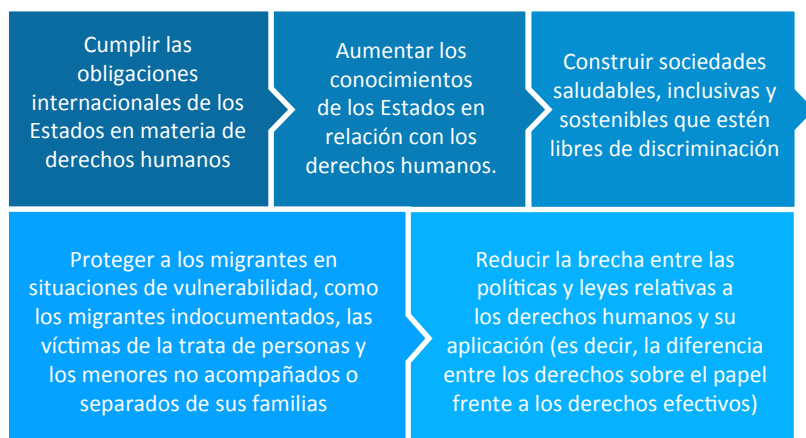 Cumplir las
obligaciones
internacionales de los
Estados en materia de
derechos humanos
Aumentar los
conocimientos
de los Estados en
relación con los
derechos humanos.
Construir sociedades
saludables, inclusivas y
sostenibles que estén
libres de discriminación
Proteger a los migrantes en
situaciones de vulnerabilidad, como
los migrantes indocumentados, las
víctimas de la trata de personas y
los menores no acompañados o
separados de sus familias
Reducir la brecha entre las
políticas y leyes relativas a
los derechos humanos y su
aplicación (es decir, la diferencia
entre los derechos sobre el papel
frente a los derechos efectivos)